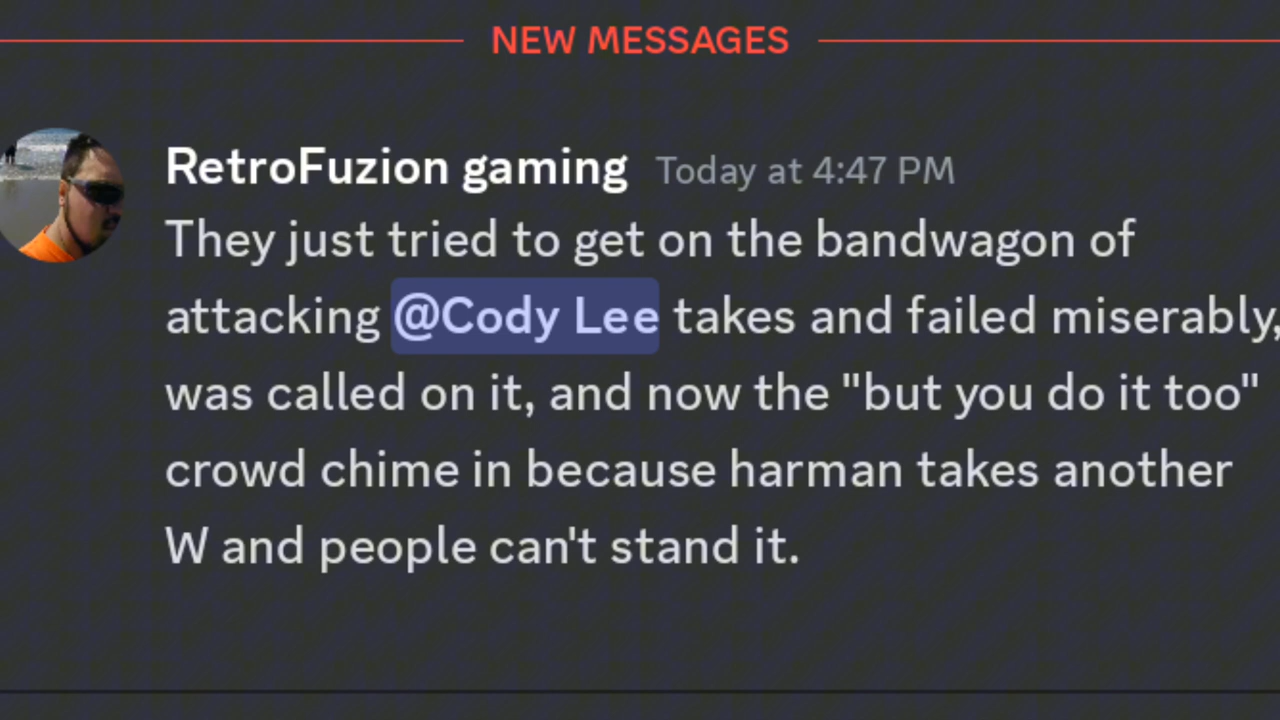 NEW MESSAGES
RetroFuzion gaming Today at 4:47 PM
They just tried to get on the bandwagon of
attacking @Cody Lee takes and failed miserably,
was called on it, and now the "but you do it too"
crowd chime in because harman takes another
W and people can't stand it.